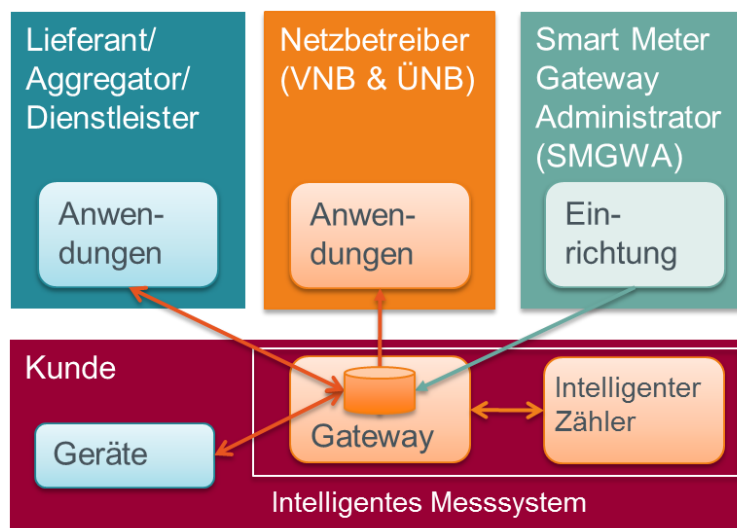 Lieferant/
Aggregator/
Dienstleister
Anwen-
dungen
Netzbetreiber
(VNB & ÜNB)
Anwen-
dungen
Smart Meter
Gateway
Administrator
(SMGWA)
Ein-
richtung
Kunde
Geräte
Gateway
Intelligenter
Zähler
Intelligentes Messsystem